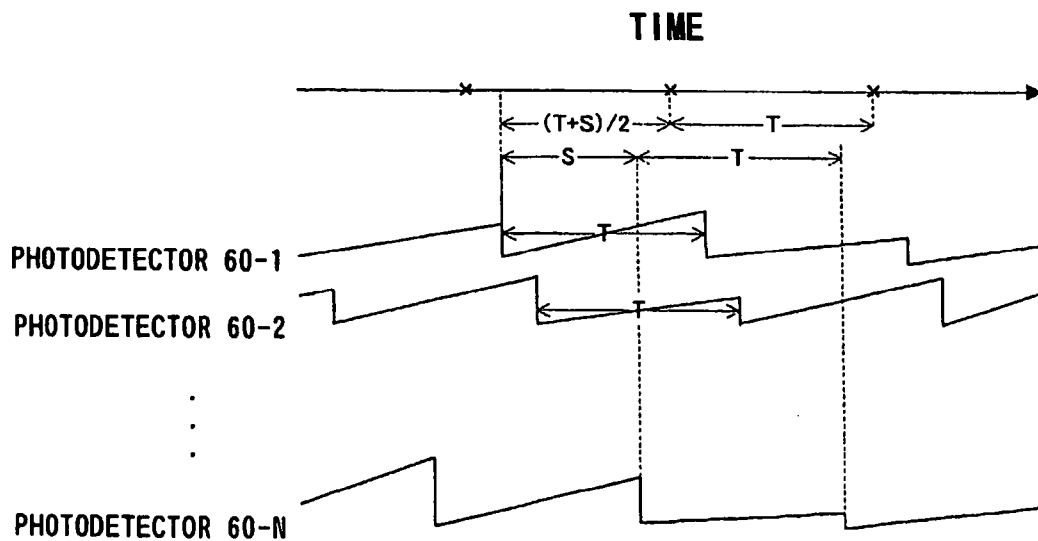 TIME
(T+S)/2 T
S T
PHOTODETECTOR 60-1 T
PHOTODETECTOR 60-2 T
PHOTODETECTOR 60-N